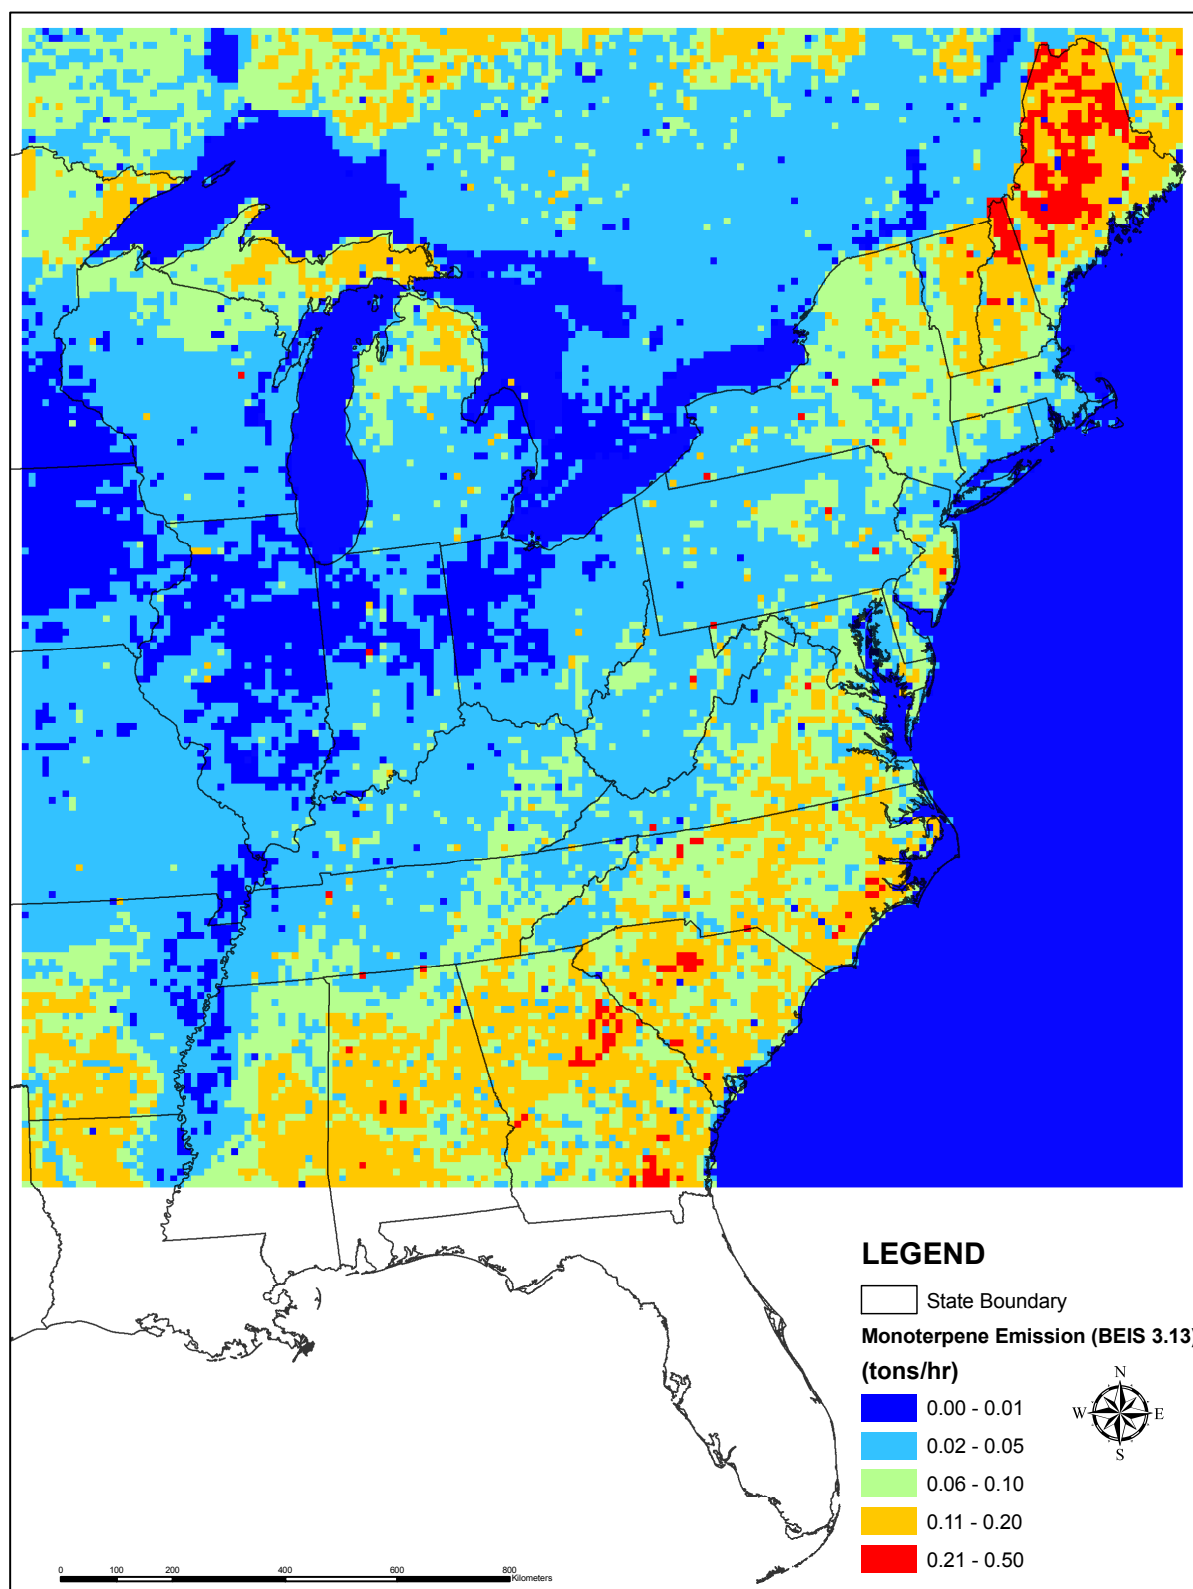 LEGEND
State Boundary
Monoterpene Emission (BEIS 3.13)
(tons/hr)
0.00 - 0.01
0.02 - 0.05
0.06 - 0.10
0.11 - 0.20
0.21 - 0.50
N
W E
S
0 100 200 400 600 800
Kilometers